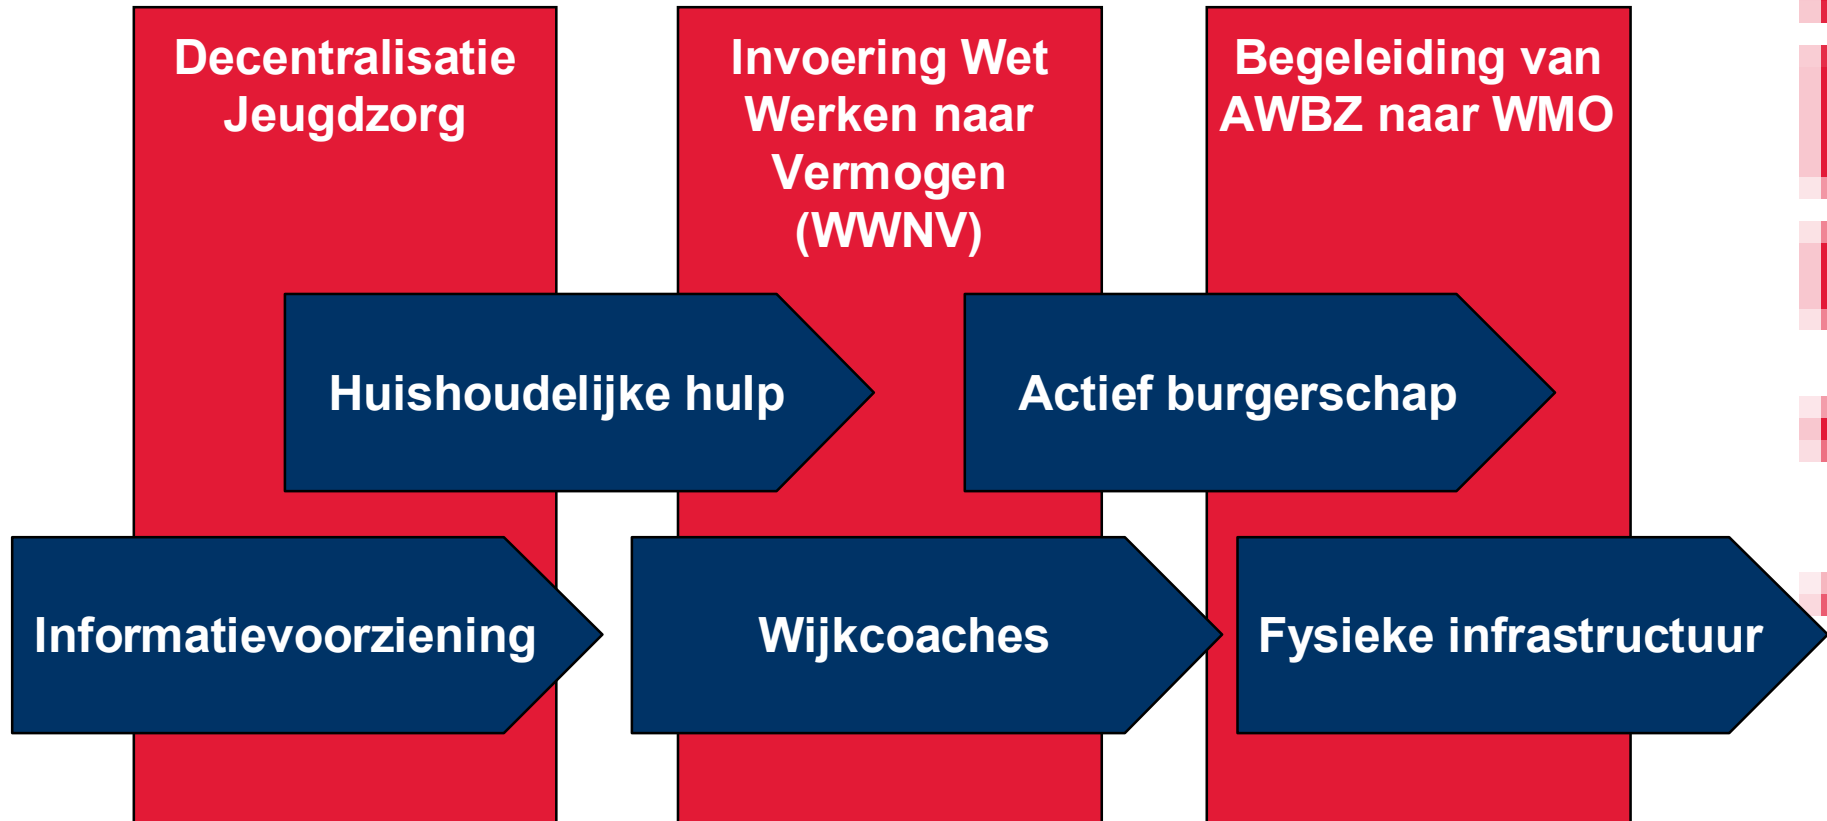 Decentralisatie
Jeugdzorg
Invoering Wet
Werken naar
Vermogen
(WWNV)
Begeleiding van
AWBZ naar WMO
Huishoudelijke hulp
Actief burgerschap
Informatievoorziening
Wijkcoaches
Fysieke infrastructuur